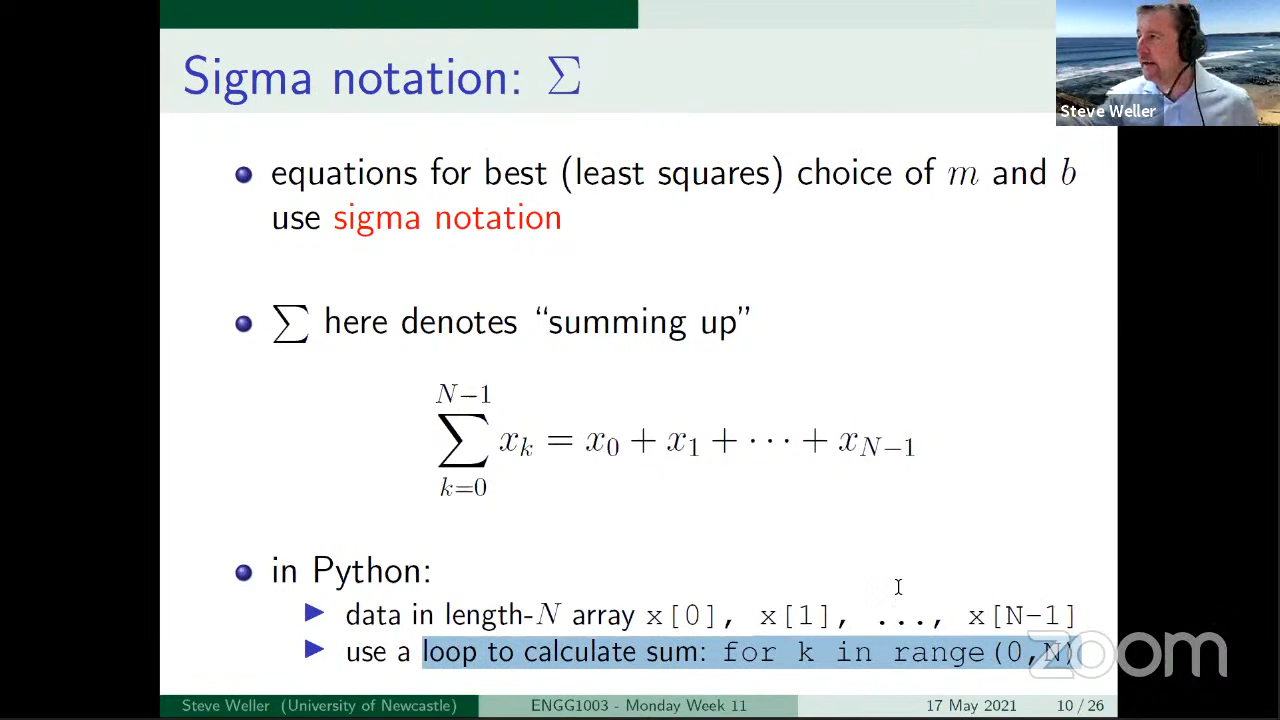 Sigma notation: Σ
Steve Weller
equations for best (least squares) choice of m and b
use sigma notation
∑ here denotes “summing up”
N−1
∑ x_k = x_0 + x_1 + ⋯ + x_{N−1}
k=0
in Python:
data in length-N array x[0], x[1], ..., x[N-1]
use a loop to calculate sum: for k in range(0,N)
zoom
Steve Weller (University of Newcastle) ENGG1003 - Monday Week 11 17 May 2021 10 / 26